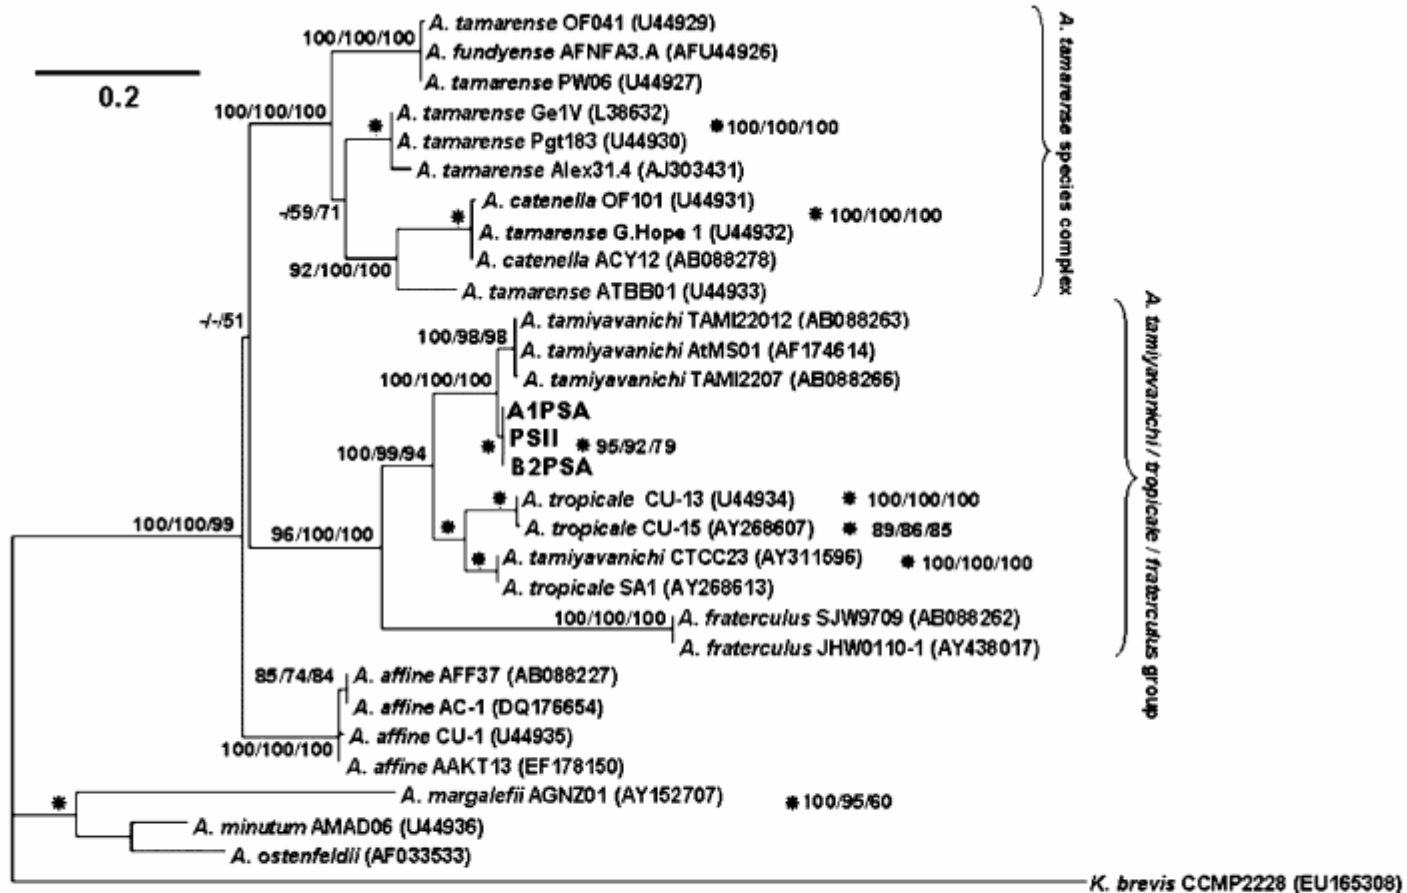 A. tamarense OF041 (U44929)
100/100/100
A. fundyense AFNFA3.A (AFU44926)
A. tamarense PW06 (U44927)
0.2
100/100/100
A. tamarense Ge1V (L38632)
* A. tamarense Pgt183 (U44930) * 100/100/100
A. tamarense Alex31.4 (AJ303431)
A. tamarense species complex
-/59/71
A. catenella OF101 (U44931)
* A. tamarense G.Hope 1 (U44932) * 100/100/100
A. catenella ACY12 (AB088278)
92/100/100
A. tamarense ATBB01 (U44933)
-/-/51
A. tamiyavanichi TAMI22012 (AB088263)
100/98/98
A. tamiyavanichi AtMS01 (AF174614)
A. tamiyavanichi TAMI2207 (AB088266)
100/100/100
A1PSA
PSII
* * 95/92/79
B2PSA
100/99/94
* A. tropicale CU-13 (U44934) * 100/100/100
* A. tropicale CU-15 (AY268607) * 89/86/85
100/100/99
96/100/100
* A. tamiyavanichi CTCC23 (AY311596) * 100/100/100
A. tropicale SA1 (AY268613)
100/100/100
A. fraterculus SJW9709 (AB088262)
A. fraterculus JHW0110-1 (AY438017)
A. tamiyavanichi / tropicale / fraterculus group
85/74/84
A. affine AFF37 (AB088227)
A. affine AC-1 (DQ176654)
A. affine CU-1 (U44935)
100/100/100
A. affine AAKT13 (EF178150)
* A. margalefii AGNZ01 (AY152707) * 100/95/60
A. minutum AMAD06 (U44936)
A. ostenfeldii (AF033533)
K. brevis CCMP2228 (EU165308)